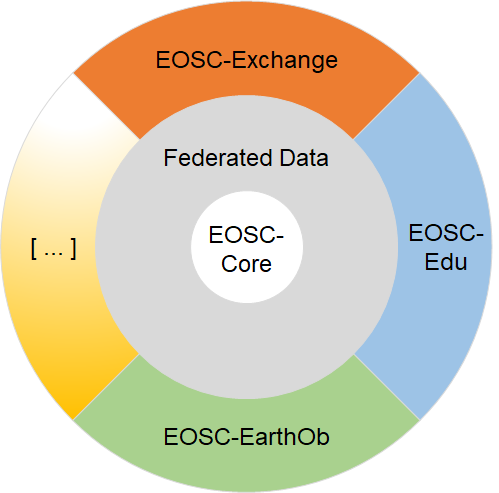 EOSC-Exchange
Federated Data
EOSC-
Core
EOSC-
Edu
[ ... ]
EOSC-EarthOb